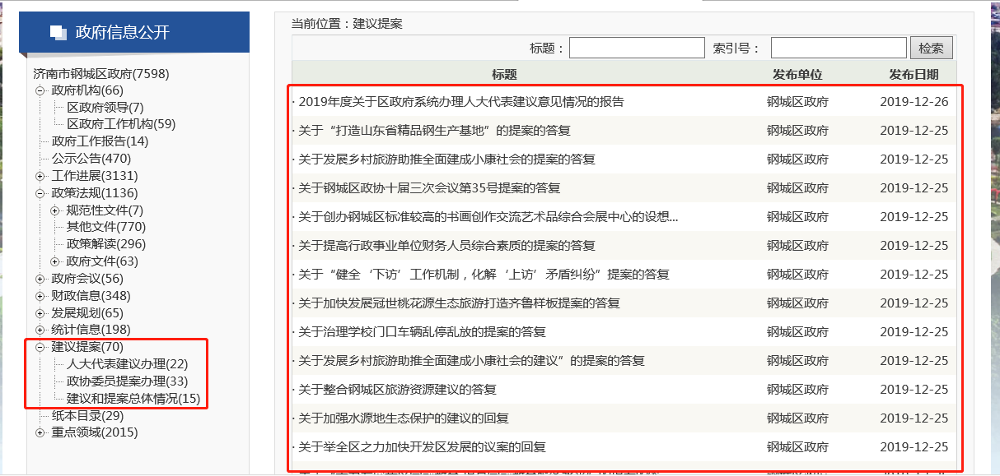 政府信息公开
济南市钢城区政府(7598)
政府机构(66)
区政府领导(7)
区政府工作机构(59)
政府工作报告(14)
公示公告(470)
工作进展(3131)
政策法规(1136)
规范性文件(7)
其他文件(770)
政策解读(296)
政府文件(63)
政府会议(56)
财政信息(348)
发展规划(65)
统计信息(198)
建议提案(70)
人大代表建议办理(22)
政协委员提案办理(33)
建议和提案总体情况(15)
纸本目录(29)
重点领域(2015)
当前位置：建议提案
标题： 索引号： 检索
标题 发布单位 发布日期
· 2019年度关于区政府系统办理人大代表建议意见情况的报告 钢城区政府 2019-12-26
· 关于“打造山东省精品钢生产基地”的提案的答复 钢城区政府 2019-12-25
· 关于发展乡村旅游助推全面建成小康社会的提案的答复 钢城区政府 2019-12-25
· 关于钢城区政协十届三次会议第35号提案的答复 钢城区政府 2019-12-25
· 关于创办钢城区标准较高的书画创作交流艺术品综合会展中心的设想... 钢城区政府 2019-12-25
· 关于提高行政事业单位财务人员综合素质的提案的答复 钢城区政府 2019-12-25
· 关于“健全‘下访’工作机制，化解‘上访’矛盾纠纷”提案的答复 钢城区政府 2019-12-25
· 关于加快发展冠世桃花源生态旅游打造齐鲁样板提案的答复 钢城区政府 2019-12-25
· 关于治理学校门口车辆乱停乱放的提案的答复 钢城区政府 2019-12-25
· 关于发展乡村旅游助推全面建成小康社会的建议”的提案的答复 钢城区政府 2019-12-25
· 关于整合钢城区旅游资源建议的答复 钢城区政府 2019-12-25
· 关于加强水源地生态保护的建议的回复 钢城区政府 2019-12-25
· 关于举全区之力加快开发区发展的议案的回复 钢城区政府 2019-12-25